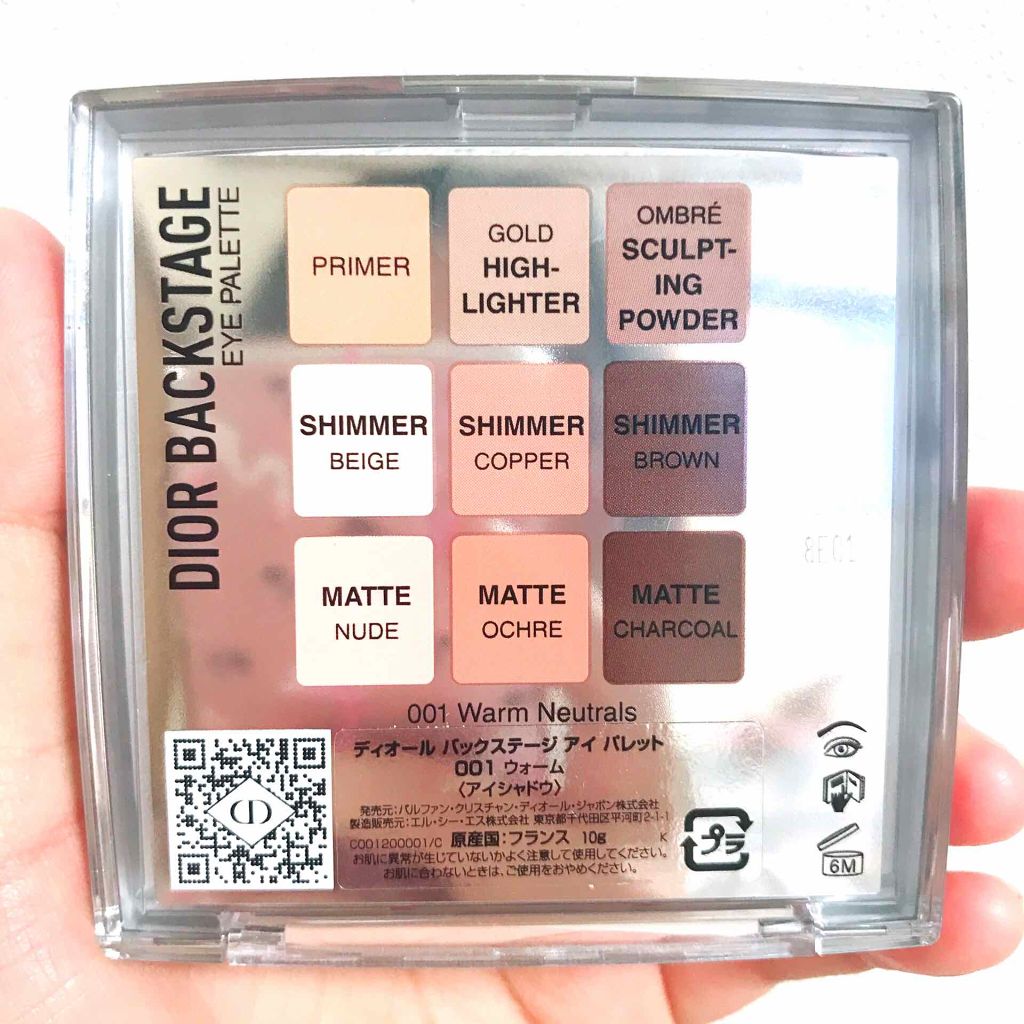 DIOR BACKSTAGE
EYE PALETTE
PRIMER
GOLD
HIGH-
LIGHTER
OMBRÉ
SCULPT-
ING
POWDER
SHIMMER
BEIGE
SHIMMER
COPPER
SHIMMER
BROWN
MATTE
NUDE
MATTE
OCHRE
MATTE
CHARCOAL
8E01
001 Warm Neutrals
ディオール バックステージ アイ パレット
001 ウォーム
〈アイシャドウ〉
発売元:パルファン・クリスチャン・ディオール・ジャポン株式会社
製造販売元:エル・シー・エス株式会社 東京都千代田区平河町2-1-1
C001200001/C 原産国:フランス 10g K
お肌に異常が生じていないかよく注意して使用してください。
お肌に合わないときは、ご使用をおやめください。
プラ
6M
CD